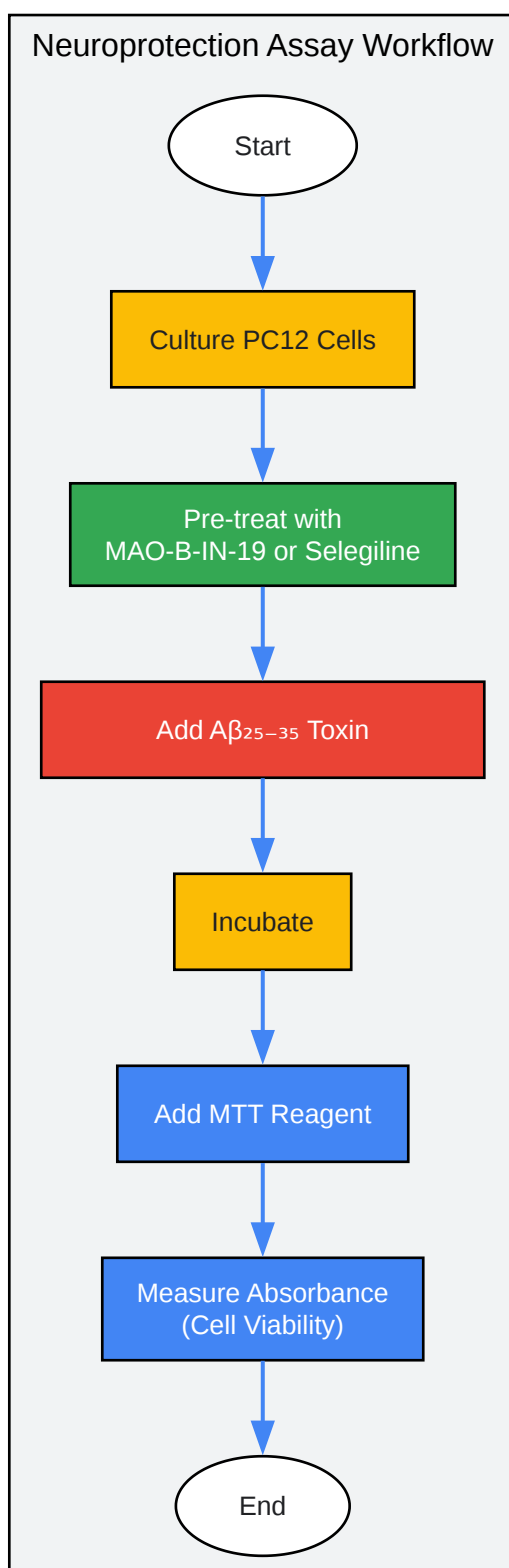 Neuroprotection Assay Workflow
Start
Culture PC12 Cells
Pre-treat with
MAO-B-IN-19 or Selegiline
Add Aβ₂₅₋₃₅ Toxin
Incubate
Add MTT Reagent
Measure Absorbance
(Cell Viability)
End